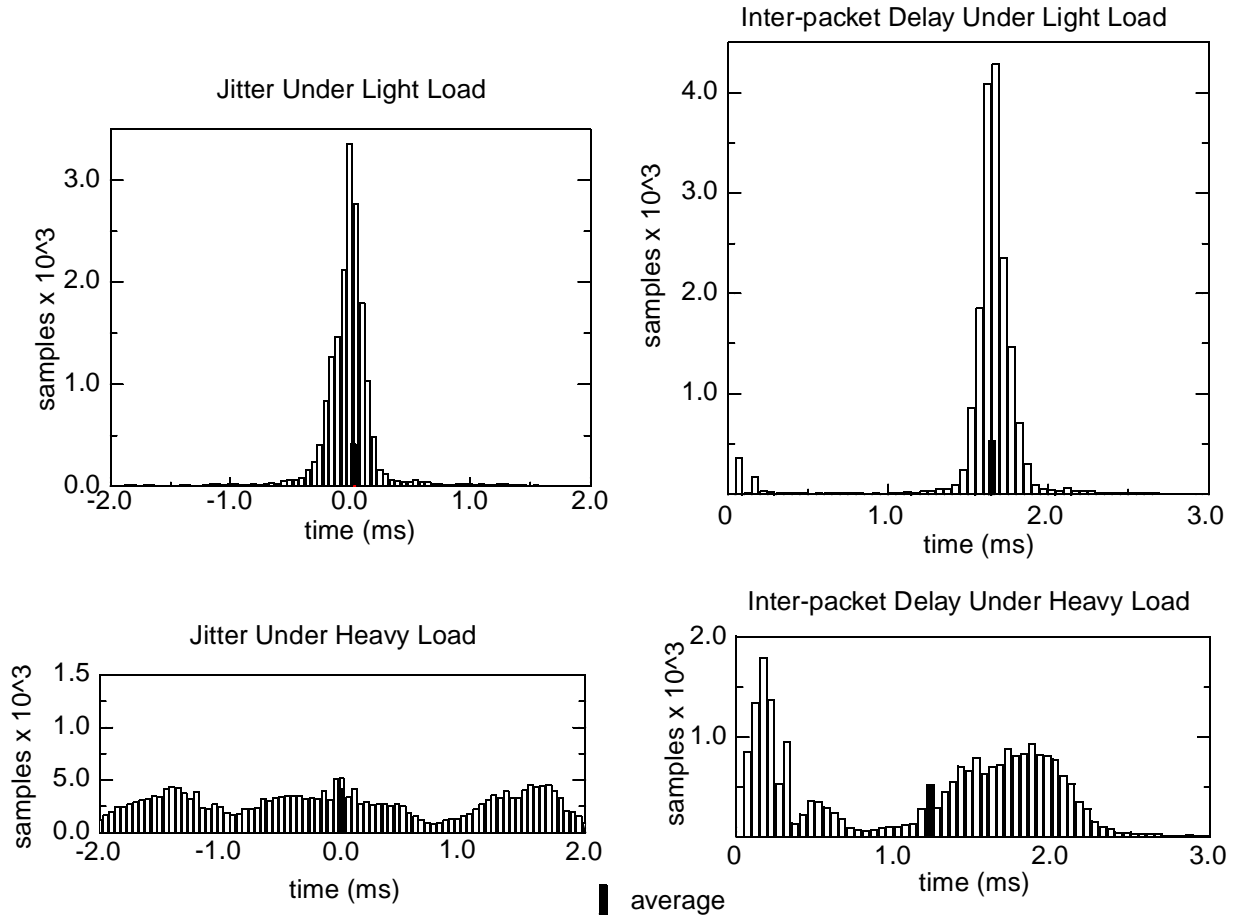 Inter-packet Delay Under Light Load
Jitter Under Light Load
samples x 10^3
3.0
2.0
1.0
0.0
-2.0 -1.0 0.0 1.0 2.0
time (ms)
samples x 10^3
4.0
3.0
2.0
1.0
0 1.0 2.0 3.0
time (ms)
Jitter Under Heavy Load
samples x 10^3
1.5
1.0
5.0
0.0
-2.0 -1.0 0.0 1.0 2.0
time (ms)
Inter-packet Delay Under Heavy Load
samples x 10^3
2.0
1.0
0 1.0 2.0 3.0
time (ms)
average